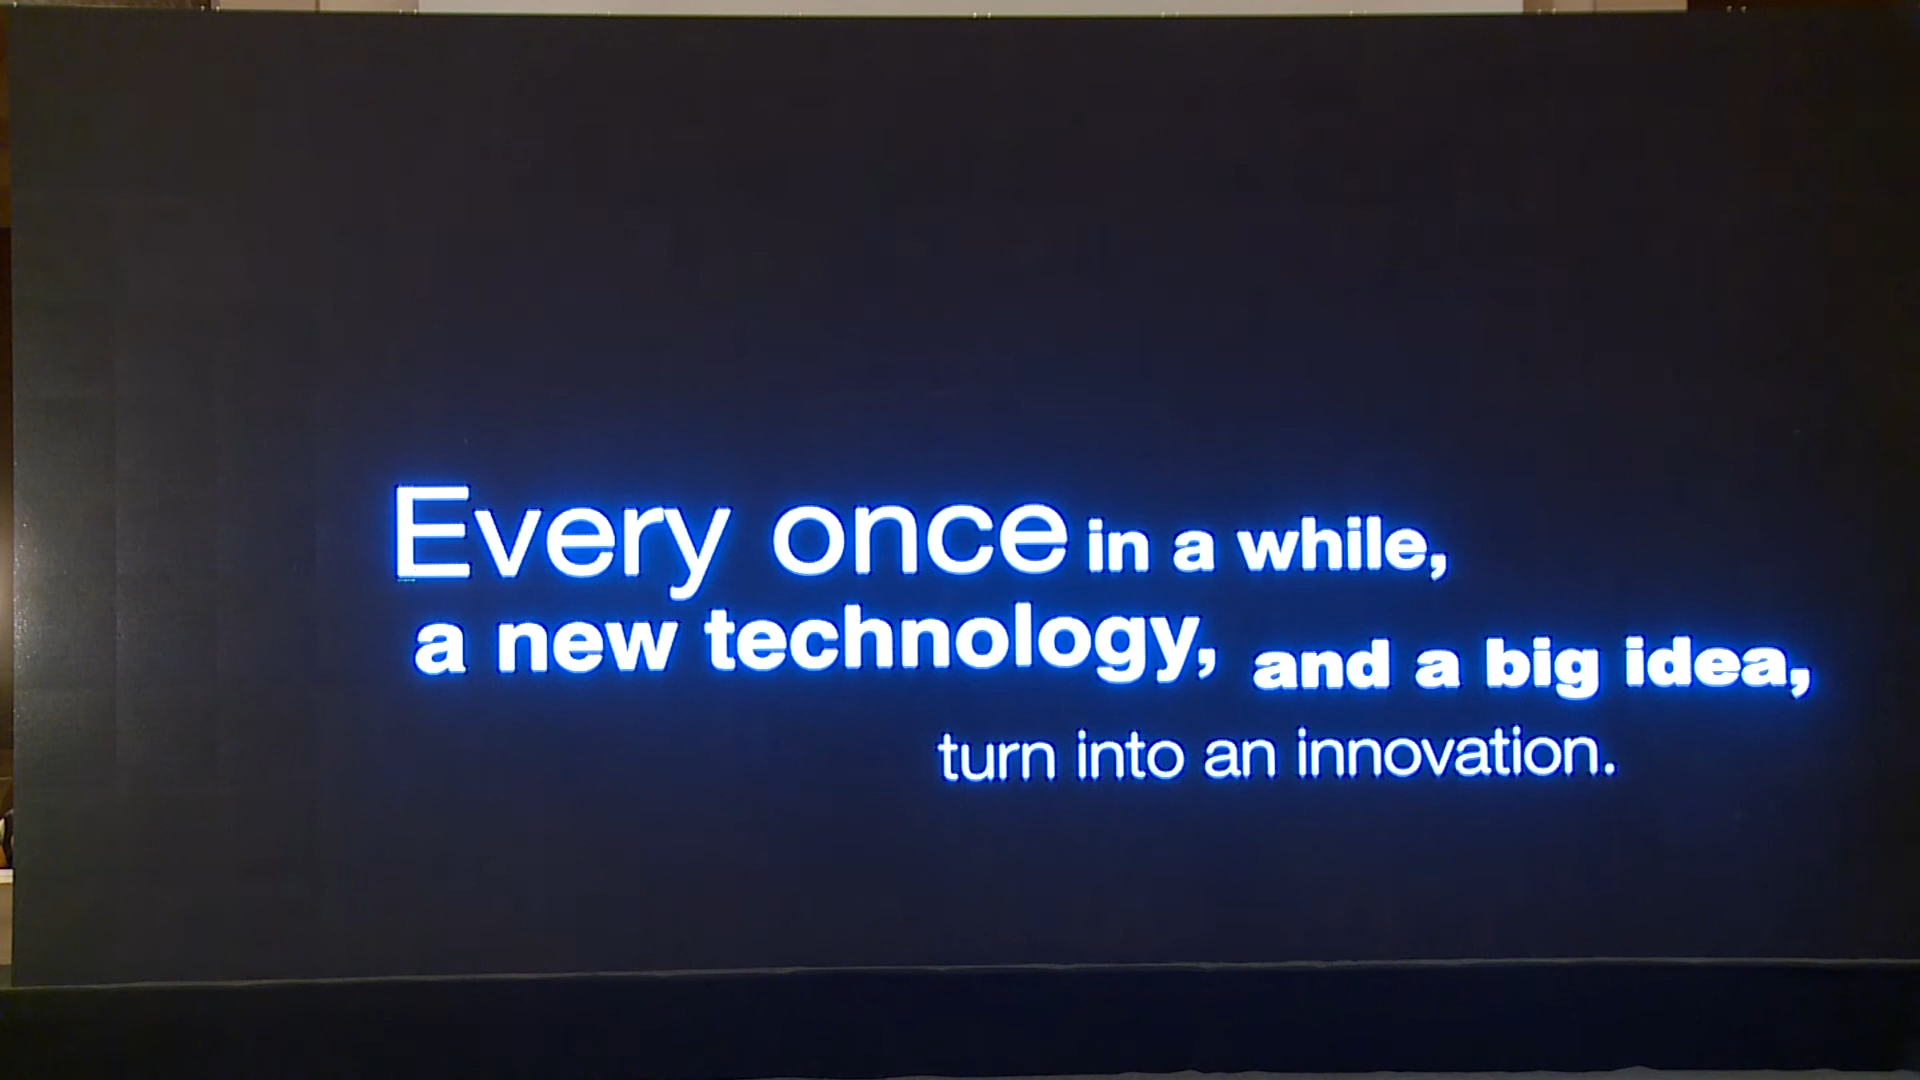 Every once in a while,
a new technology, and a big idea,
turn into an innovation.